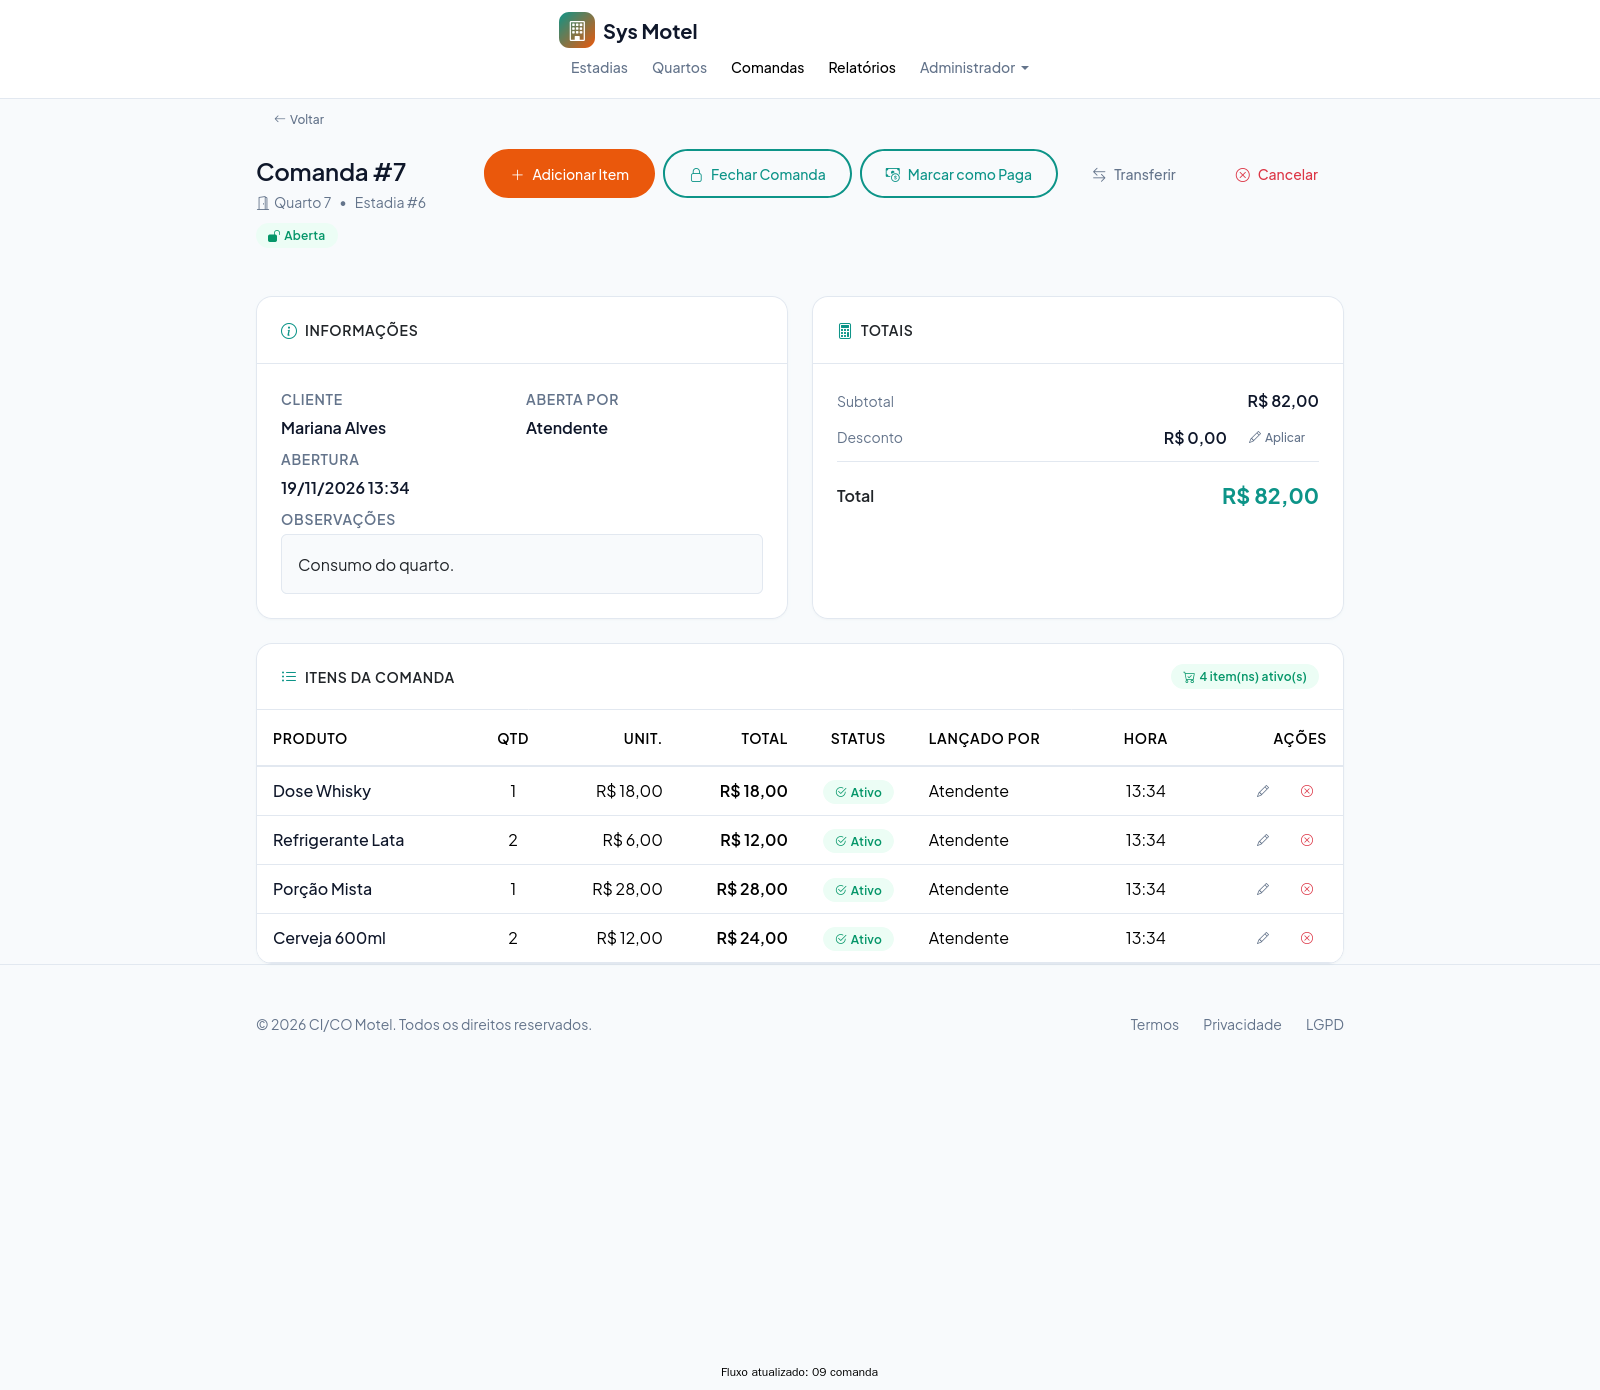 Sys Motel
Estadias Quartos Comandas Relatórios Administrador
Voltar
Comanda #7
Quarto 7 • Estadia #6
Aberta
Adicionar Item
Fechar Comanda
Marcar como Paga
Transferir
Cancelar
INFORMAÇÕES
CLIENTE
Mariana Alves
ABERTA POR
Atendente
ABERTURA
19/11/2026 13:34
OBSERVAÇÕES
Consumo do quarto.
TOTAIS
Subtotal R$ 82,00
Desconto R$ 0,00 Aplicar
Total R$ 82,00
ITENS DA COMANDA 4 item(ns) ativo(s)
PRODUTO QTD UNIT. TOTAL STATUS LANÇADO POR HORA AÇÕES
Dose Whisky 1 R$ 18,00 R$ 18,00 Ativo Atendente 13:34
Refrigerante Lata 2 R$ 6,00 R$ 12,00 Ativo Atendente 13:34
Porção Mista 1 R$ 28,00 R$ 28,00 Ativo Atendente 13:34
Cerveja 600ml 2 R$ 12,00 R$ 24,00 Ativo Atendente 13:34
© 2026 CI/CO Motel. Todos os direitos reservados. Termos Privacidade LGPD
Fluxo atualizado: 09 comanda